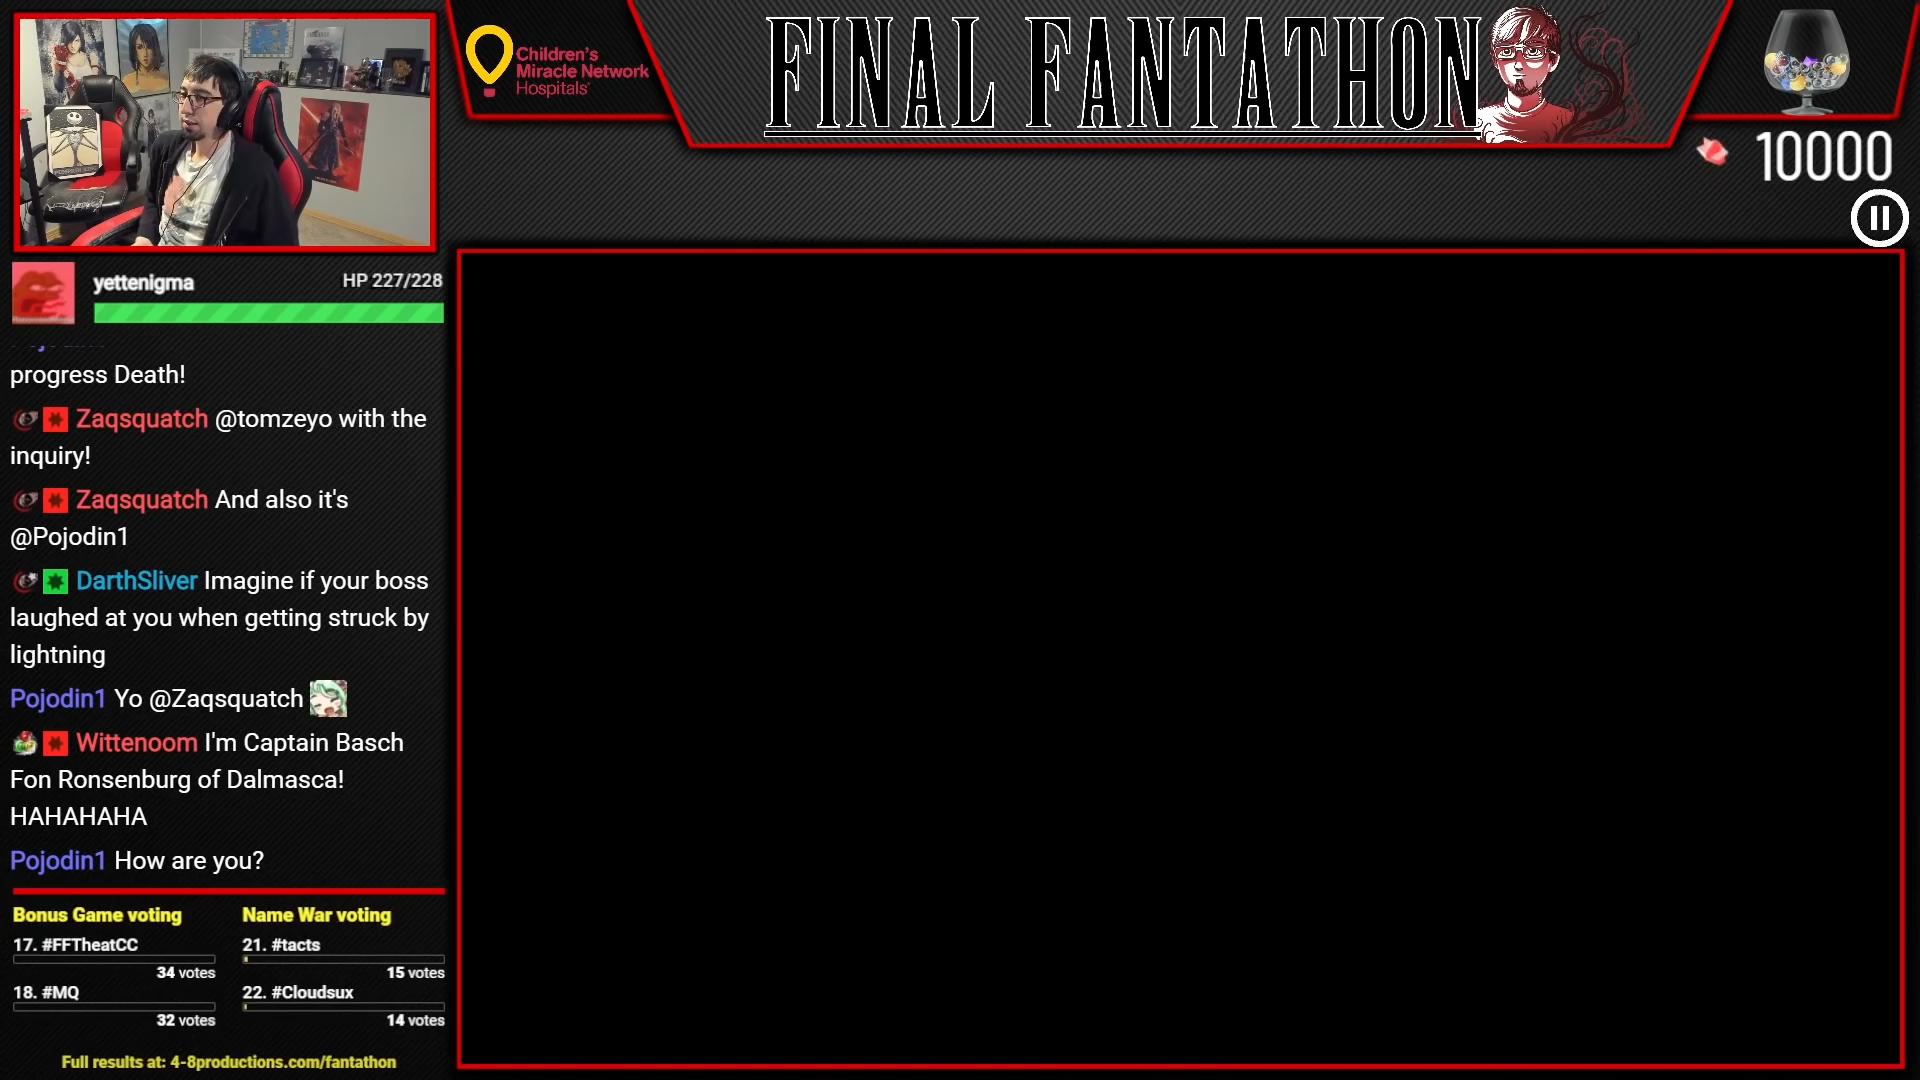 Children's
Miracle Network
Hospitals
FINAL FANTATHON
10000
yettenigma
HP 227/228
progress Death!
Zaqsquatch @tomzeyo with the
inquiry!
Zaqsquatch And also it's
@Pojodin1
DarthSliver Imagine if your boss
laughed at you when getting struck by
lightning
Pojodin1 Yo @Zaqsquatch
Wittenoom I'm Captain Basch
Fon Ronsenburg of Dalmasca!
HAHAHAHA
Pojodin1 How are you?
Bonus Game voting
17. #FFTheatCC
34 votes
18. #MQ
32 votes
Name War voting
21. #tacts
15 votes
22. #Cloudsux
14 votes
Full results at: 4-8productions.com/fantathon